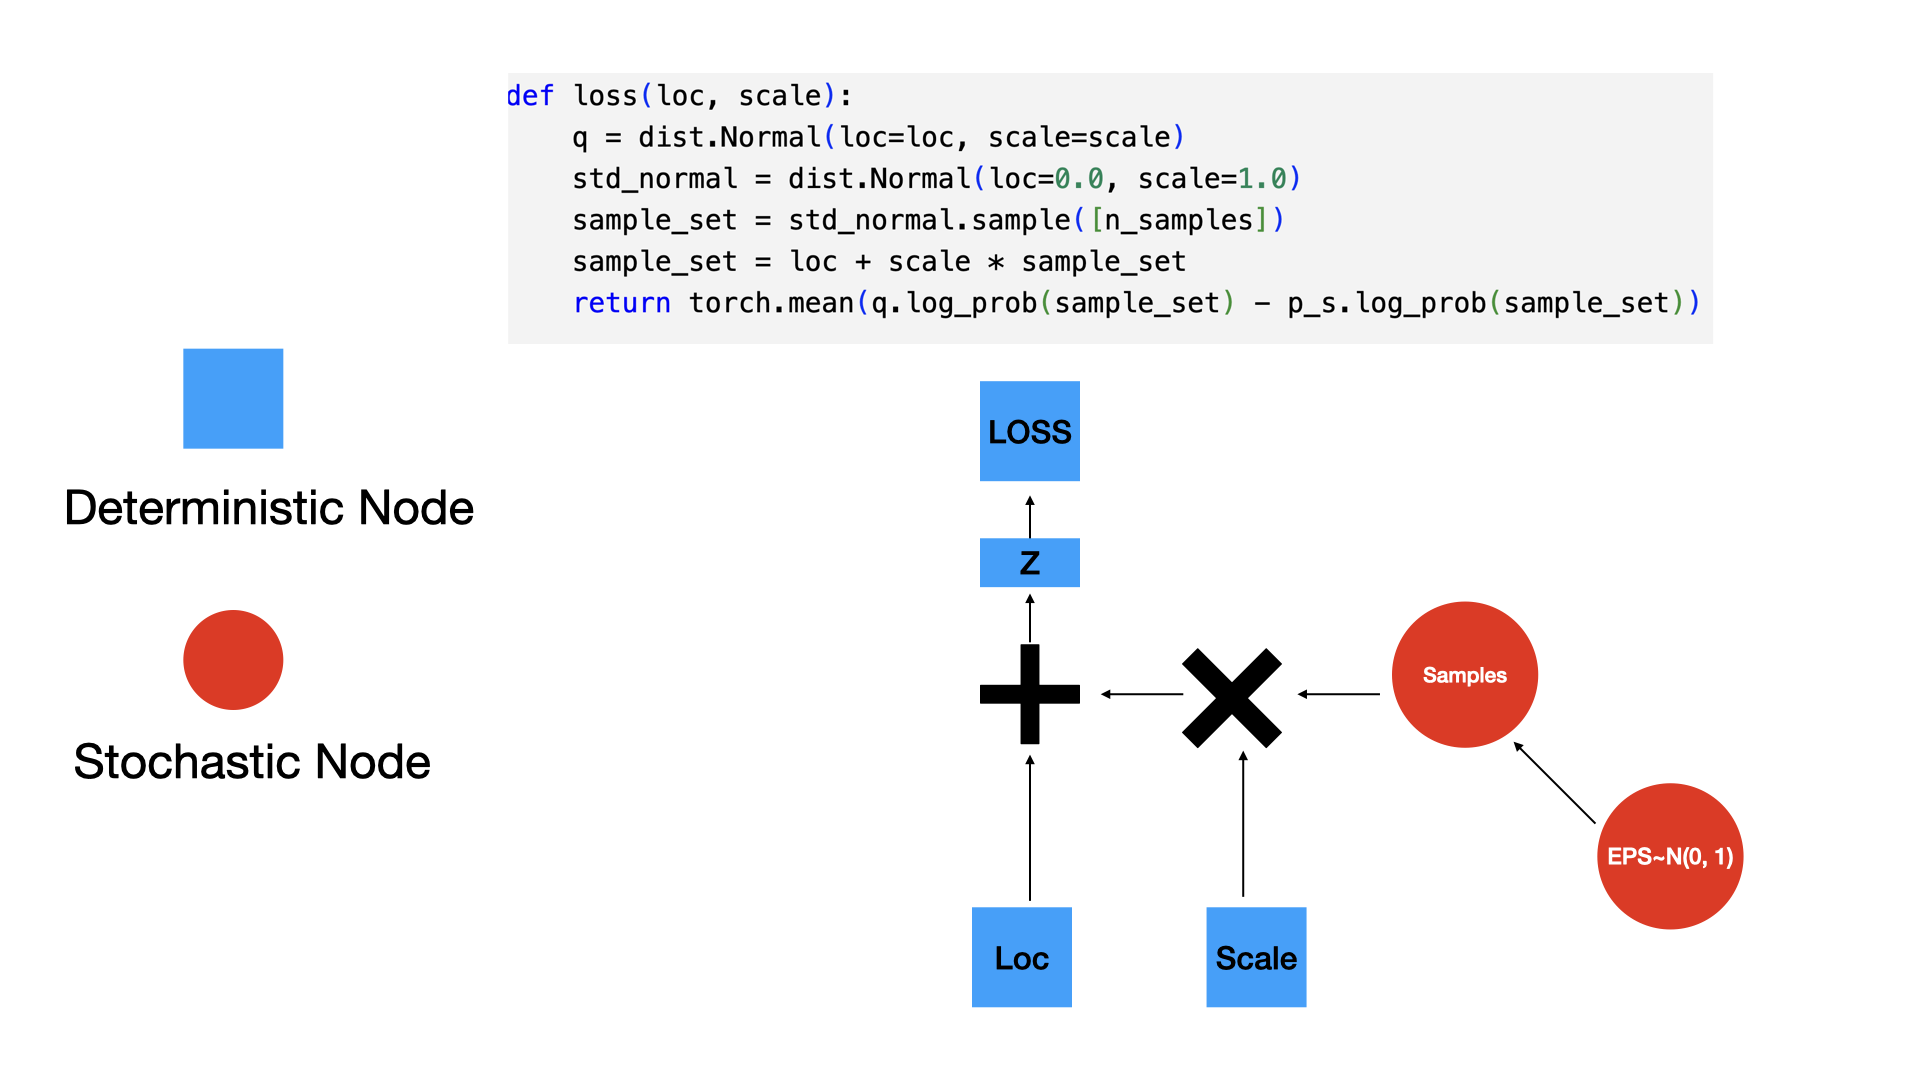 def loss(loc, scale):
    q = dist.Normal(loc=loc, scale=scale)
    std_normal = dist.Normal(loc=0.0, scale=1.0)
    sample_set = std_normal.sample([n_samples])
    sample_set = loc + scale * sample_set
    return torch.mean(q.log_prob(sample_set) - p_s.log_prob(sample_set))
LOSS
Deterministic Node
Z
Samples
Stochastic Node
EPS~N(0, 1)
Loc
Scale